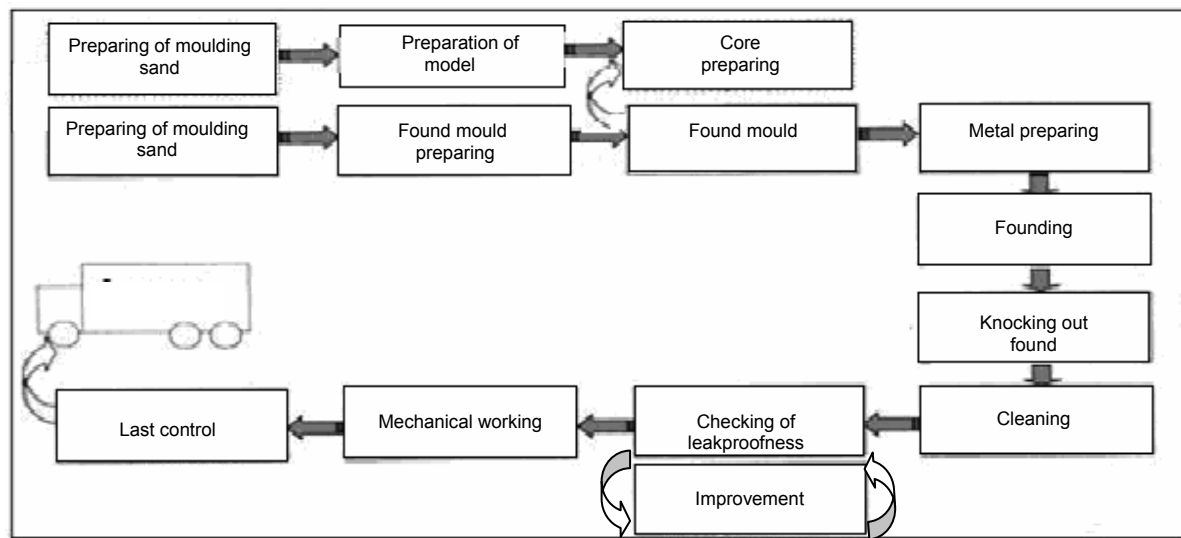 Preparing of moulding
sand
Preparation of
model
Core
preparing
Preparing of moulding
sand
Found mould
preparing
Found mould
Metal preparing
Founding
Knocking out
found
Cleaning
Checking of
leakproofness
Mechanical working
Last control
Improvement